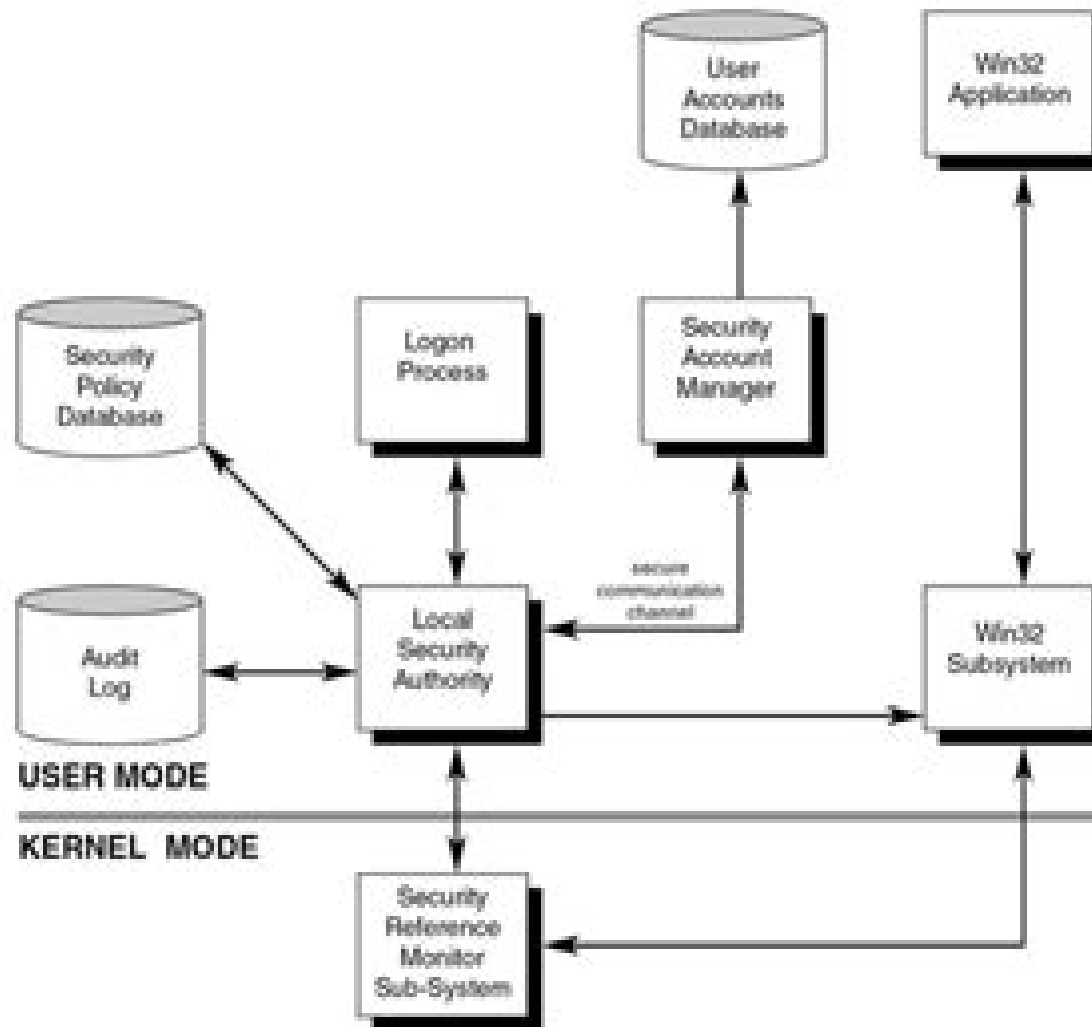 User
Accounts
Database
Win32
Application
Security
Policy
Database
Logon
Process
Security
Account
Manager
secure
communication
channel
Audit
Log
Local
Security
Authority
Win32
Subsystem
USER MODE
KERNEL MODE
Security
Reference
Monitor
Sub-System